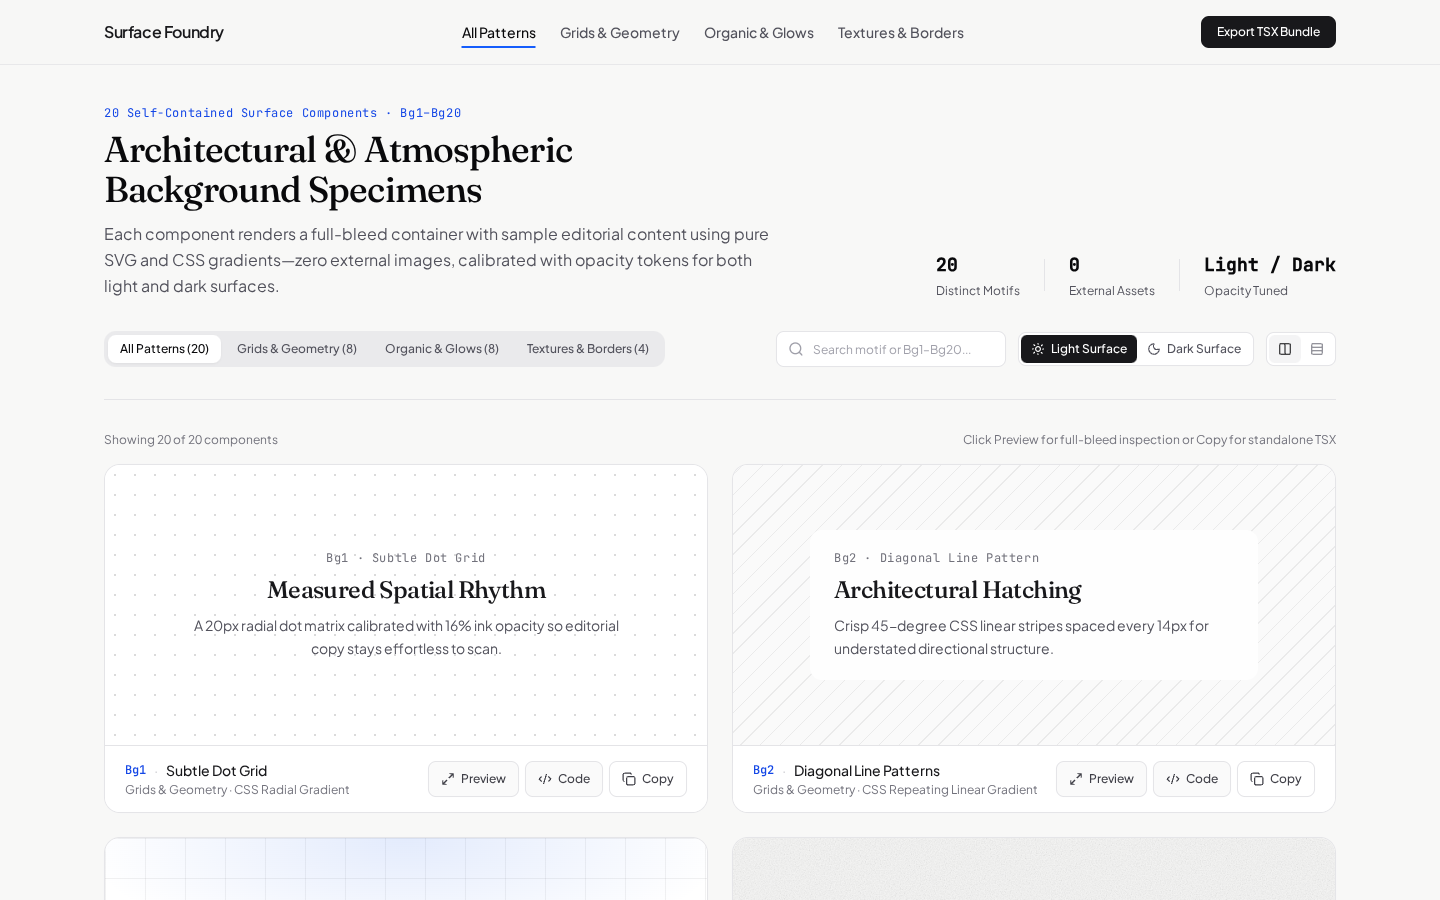 Surface Foundry
All Patterns
Grids & Geometry
Organic & Glows
Textures & Borders
Export TSX Bundle
20 Self-Contained Surface Components · Bg1–Bg20
Architectural & Atmospheric
Background Specimens
Each component renders a full-bleed container with sample editorial content using pure
SVG and CSS gradients—zero external images, calibrated with opacity tokens for both
light and dark surfaces.
20
Distinct Motifs
0
External Assets
Light / Dark
Opacity Tuned
All Patterns (20)
Grids & Geometry (8)
Organic & Glows (8)
Textures & Borders (4)
Search motif or Bg1–Bg20...
Light Surface
Dark Surface
Showing 20 of 20 components
Click Preview for full-bleed inspection or Copy for standalone TSX
Bg1 · Subtle Dot Grid
Measured Spatial Rhythm
A 20px radial dot matrix calibrated with 16% ink opacity so editorial
copy stays effortless to scan.
Bg2 · Diagonal Line Pattern
Architectural Hatching
Crisp 45-degree CSS linear stripes spaced every 14px for
understated directional structure.
Bg1 · Subtle Dot Grid
Grids & Geometry · CSS Radial Gradient
Preview
Code
Copy
Bg2 · Diagonal Line Patterns
Grids & Geometry · CSS Repeating Linear Gradient
Preview
Code
Copy